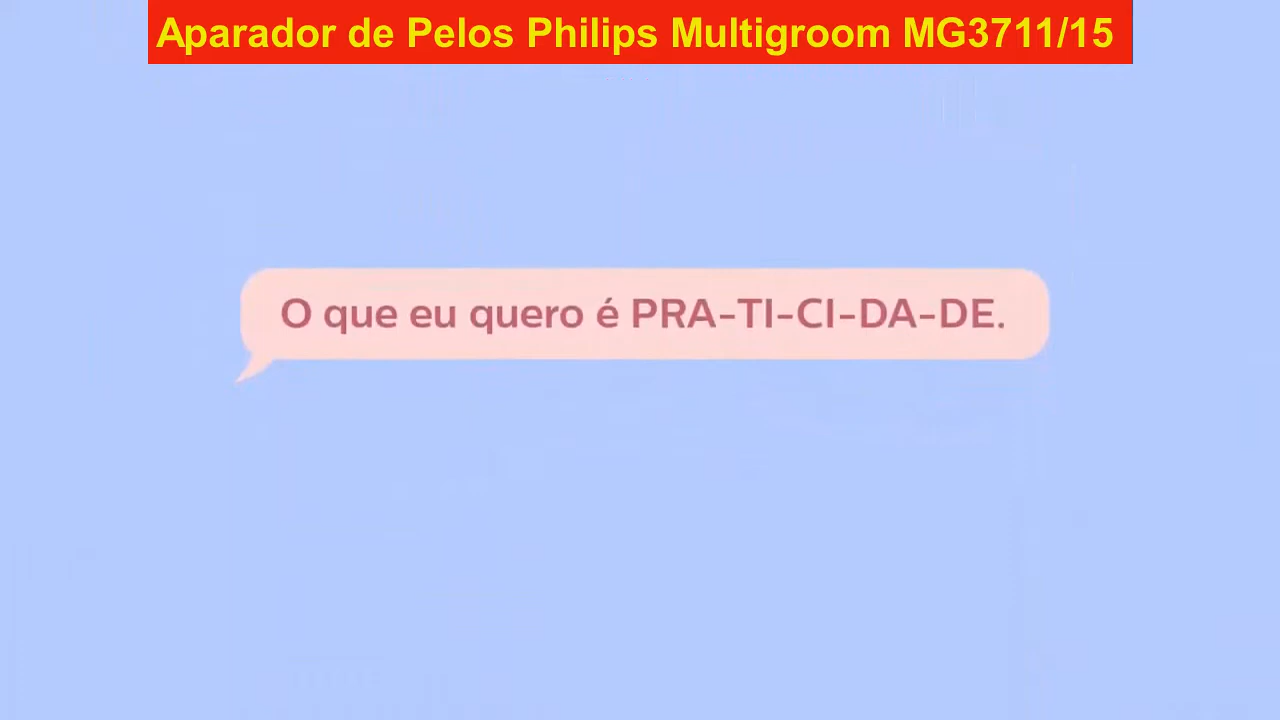 Aparador de Pelos Philips Multigroom MG3711/15
O que eu quero é PRA-TI-CI-DA-DE.